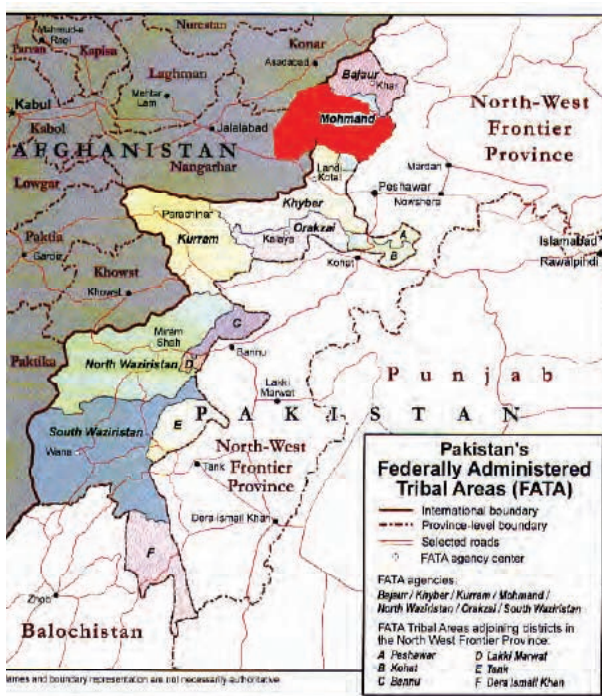 Nurestan
Mahmud-e
Raqi
Parvan
Kapisa
Konar
Asadabad
Laghman
Mehtar
Lam
Bajaur
Khar
North-West
Frontier
Province
Kabul
Kabol
Jalalabad
Mohmand
AFGHANISTAN
Nangarhar
Landi
Kotal
Mardan
Peshawar
Nowshera
Lowgar
Khyber
Parachinar
Orakzai
Kurram
Kalaya
A
B
Kohat
Islamabad
Rawalpindi
Paktia
Gardiz
Khowst
Khowst
Miram
Shah
G
Bannu
North Waziristan
D
Paktika
Lakki
Marwat
Punjab
PAKISTAN
South Waziristan
E
Wana
North-West
Frontier
Province
Tank
Dera Ismail Khan
F
Zhob
Balochistan
Pakistan's
Federally Administered
Tribal Areas (FATA)
International boundary
Province-level boundary
Selected roads
FATA agency center
FATA agencies:
Bajaur / Khyber / Kurram / Mohmand /
/ North Waziristan / Orakzai / South Waziristan
FATA Tribal Areas adjoining districts in
the North West Frontier Province:
A Peshawar D Lakki Marwat
B Kohat E Tank
C Bannu F Dera Ismail Khan
ames and boundary representation are not necessarily authoritative